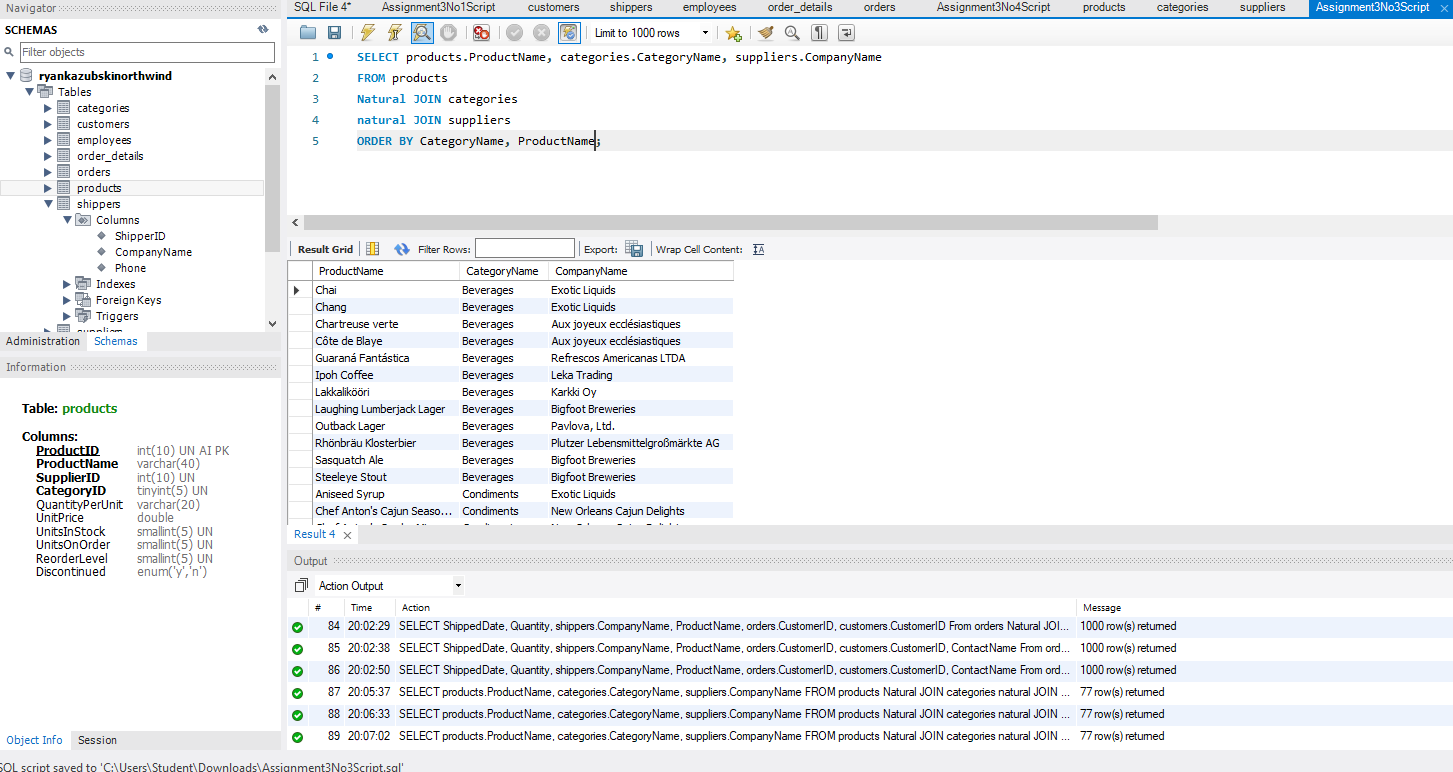 Navigator
SCHEMAS
Filter objects
ryankazubskinorthwind
Tables
categories
customers
employees
order_details
orders
products
shippers
Columns
ShipperID
CompanyName
Phone
Indexes
Foreign Keys
Triggers
Administration Schemas
Information
Table: products
Columns:
ProductID int(10) UN AI PK
ProductName varchar(40)
SupplierID int(10) UN
CategoryID tinyint(5) UN
QuantityPerUnit varchar(20)
UnitPrice double
UnitsInStock smallint(5) UN
UnitsOnOrder smallint(5) UN
ReorderLevel smallint(5) UN
Discontinued enum('y','n')
Object Info Session
SQL script saved to 'C:\Users\Student\Downloads\Assignment3No3Script.sql'
SQL File 4* Assignment3No1Script customers shippers employees order_details orders Assignment3No4Script products categories suppliers Assignment3No3Script
Limit to 1000 rows
1 SELECT products.ProductName, categories.CategoryName, suppliers.CompanyName
2 FROM products
3 Natural JOIN categories
4 natural JOIN suppliers
5 ORDER BY CategoryName, ProductName;
Result Grid Filter Rows: Export: Wrap Cell Content:
ProductName CategoryName CompanyName
Chai Beverages Exotic Liquids
Chang Beverages Exotic Liquids
Chartreuse verte Beverages Aux joyeux ecclésiastiques
Côte de Blaye Beverages Aux joyeux ecclésiastiques
Guaraná Fantástica Beverages Refrescos Americanas LTDA
Ipoh Coffee Beverages Leka Trading
Lakkalikööri Beverages Karkki Oy
Laughing Lumberjack Lager Beverages Bigfoot Breweries
Outback Lager Beverages Pavlova, Ltd.
Rhönbräu Klosterbier Beverages Plutzer Lebensmittelgroßmärkte AG
Sasquatch Ale Beverages Bigfoot Breweries
Steeleye Stout Beverages Bigfoot Breweries
Aniseed Syrup Condiments Exotic Liquids
Chef Anton's Cajun Seaso... Condiments New Orleans Cajun Delights
Result 4
Output
Action Output
# Time Action Message
84 20:02:29 SELECT ShippedDate, Quantity, shippers.CompanyName, ProductName, orders.CustomerID, customers.CustomerID From orders Natural JOI... 1000 row(s) returned
85 20:02:38 SELECT ShippedDate, Quantity, shippers.CompanyName, ProductName, orders.CustomerID, customers.CustomerID, ContactName From ord... 1000 row(s) returned
86 20:02:50 SELECT ShippedDate, Quantity, shippers.CompanyName, ProductName, orders.CustomerID, customers.CustomerID, ContactName From ord... 1000 row(s) returned
87 20:05:37 SELECT products.ProductName, categories.CategoryName, suppliers.CompanyName FROM products Natural JOIN categories natural JOIN ... 77 row(s) returned
88 20:06:33 SELECT products.ProductName, categories.CategoryName, suppliers.CompanyName FROM products Natural JOIN categories natural JOIN ... 77 row(s) returned
89 20:07:02 SELECT products.ProductName, categories.CategoryName, suppliers.CompanyName FROM products Natural JOIN categories natural JOIN ... 77 row(s) returned